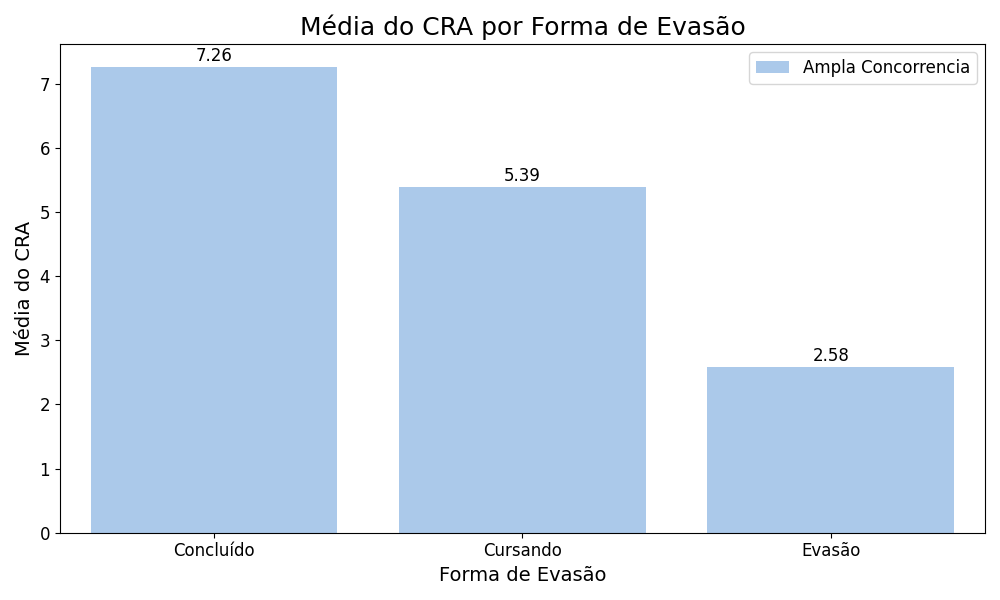 Média do CRA por Forma de Evasão
Ampla Concorrencia
7.26
5.39
2.58
Média do CRA
7
6
5
4
3
2
1
0
Concluído
Cursando
Evasão
Forma de Evasão